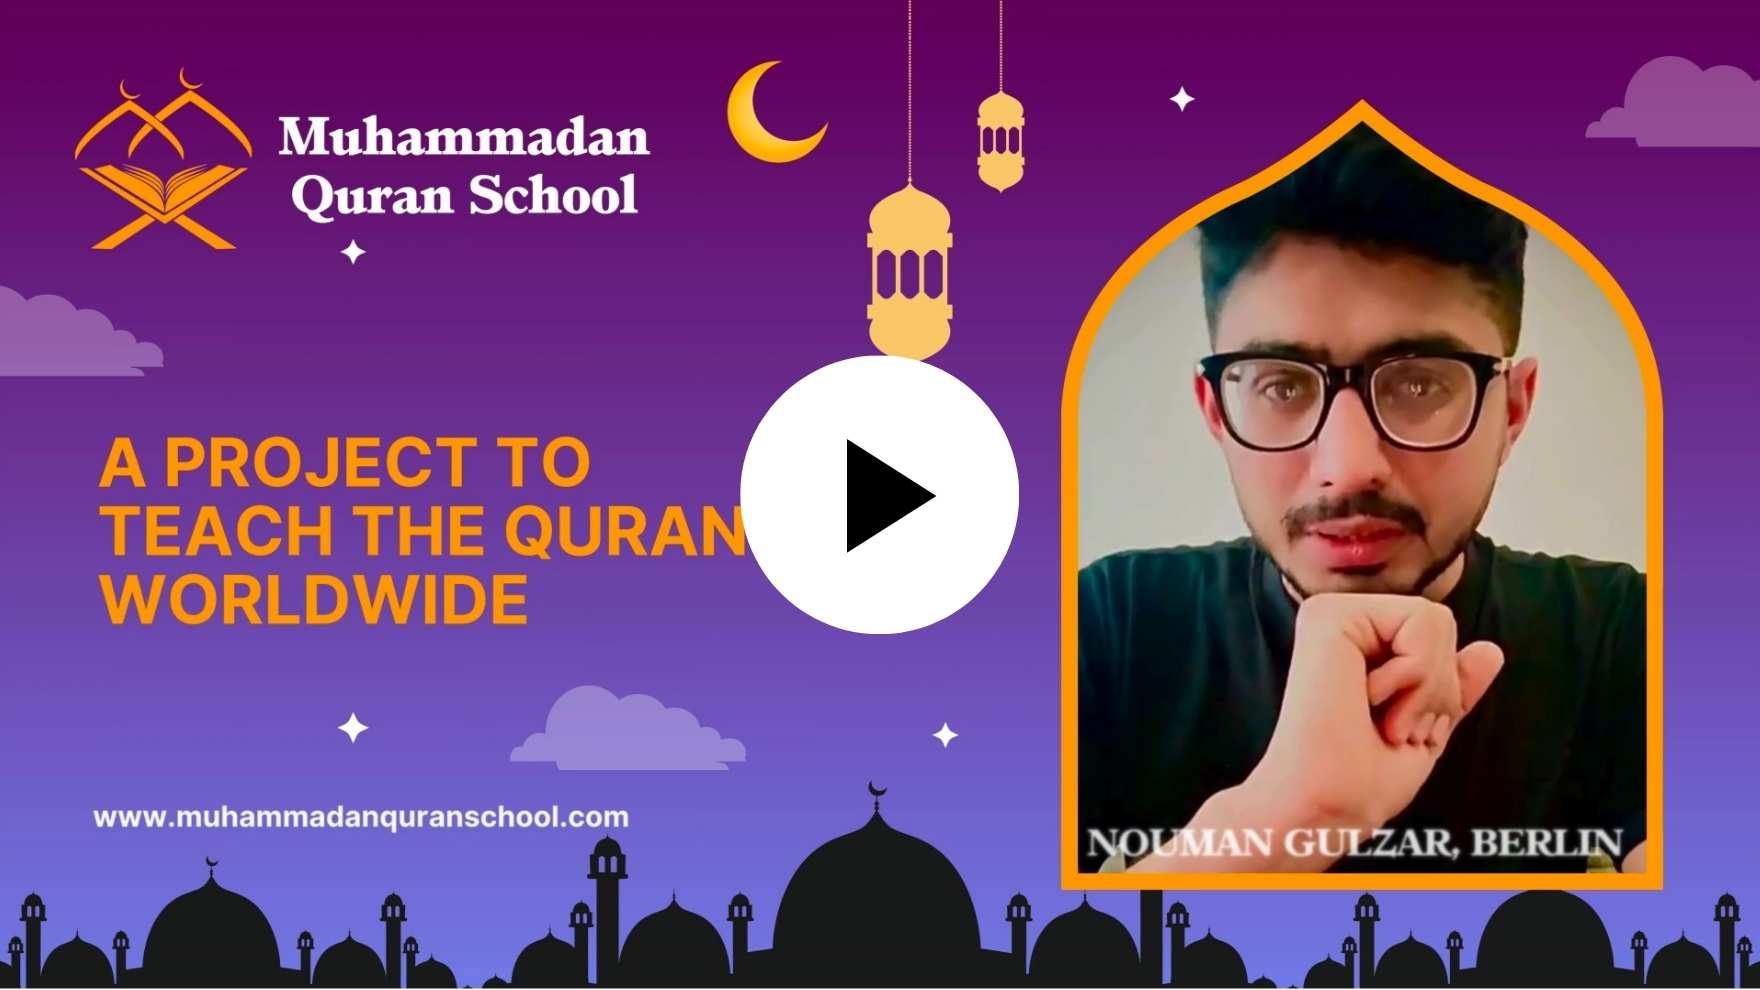 Muhammadan
Quran School
A PROJECT TO
TEACH THE QURAN
WORLDWIDE
www.muhammadanquranschool.com
NOUMAN GULZAR, BERLIN